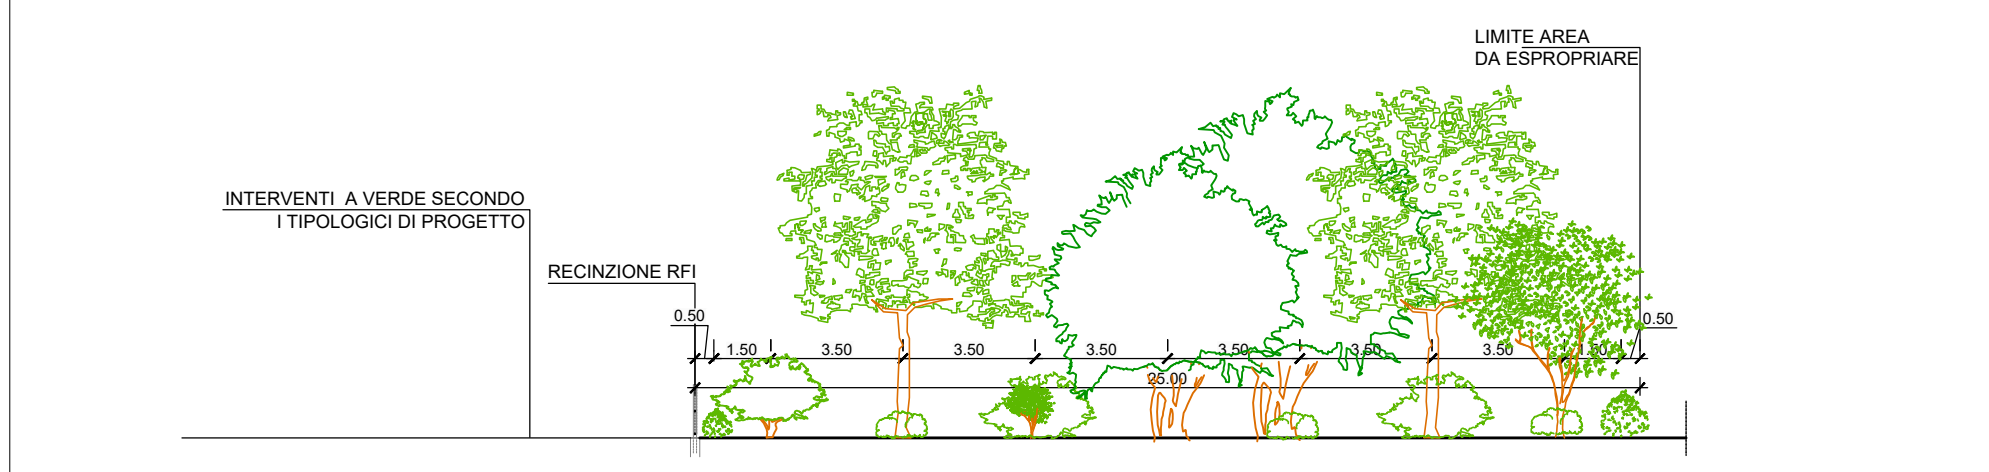 LIMITE AREA
DA ESPROPRIARE
INTERVENTI A VERDE SECONDO
I TIPOLOGICI DI PROGETTO
RECINZIONE RFI
0.50
0.50
1.50
3.50
3.50
3.50
3.50
3.50
3.50
1.50
25.00